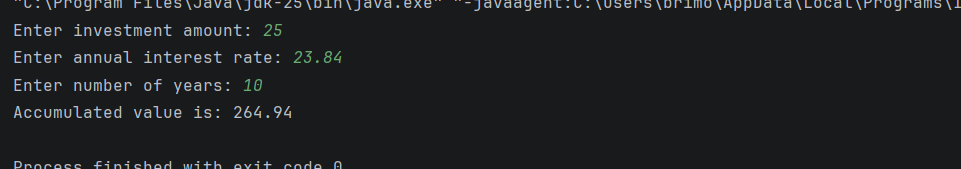 "C:\Program Files\Java\jdk-25\bin\java.exe" "-javaagent:C:\Users\brimo\AppData\Local\Programs\
Enter investment amount: 25
Enter annual interest rate: 23.84
Enter number of years: 10
Accumulated value is: 264.94
Process finished with exit code 0